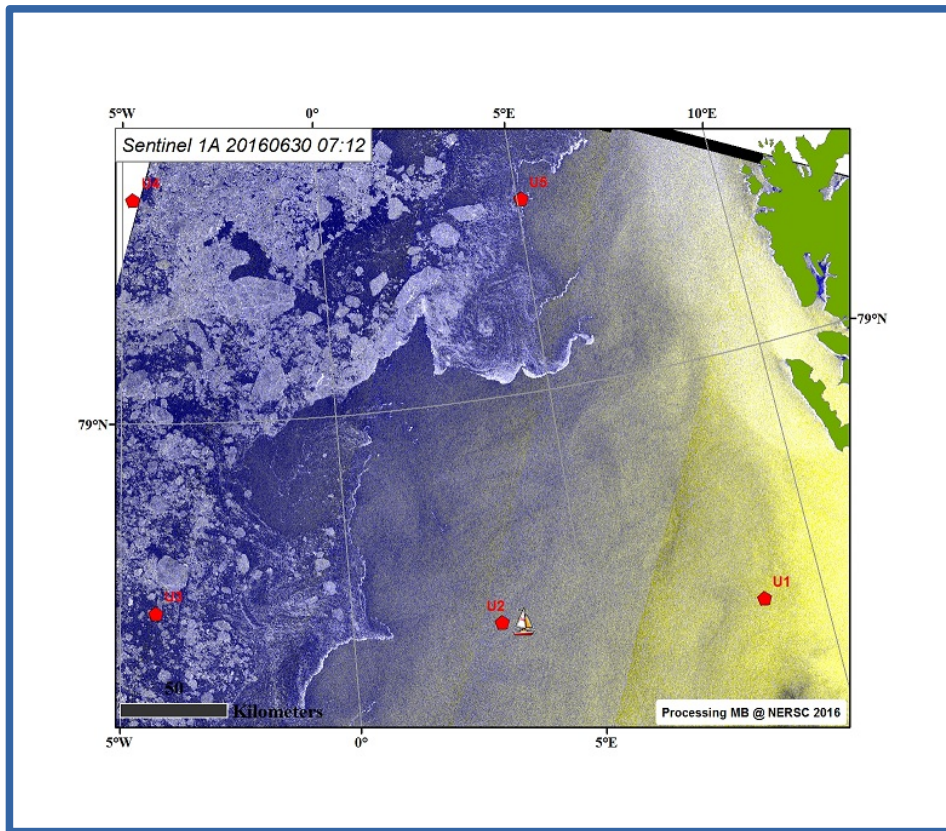 5°W 0° 5°E 10°E
Sentinel 1A 20160630 07:12
U4
U5
79°N
79°N
U3
U2
U1
50
Kilometers
Processing MB @ NERSC 2016
5°W 0° 5°E